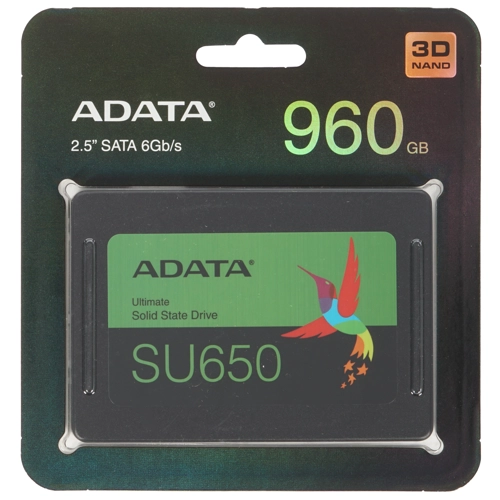 3D
NAND
ADATA®
2.5” SATA 6Gb/s
960 GB
ADATA®
Ultimate
Solid State Drive
SU650